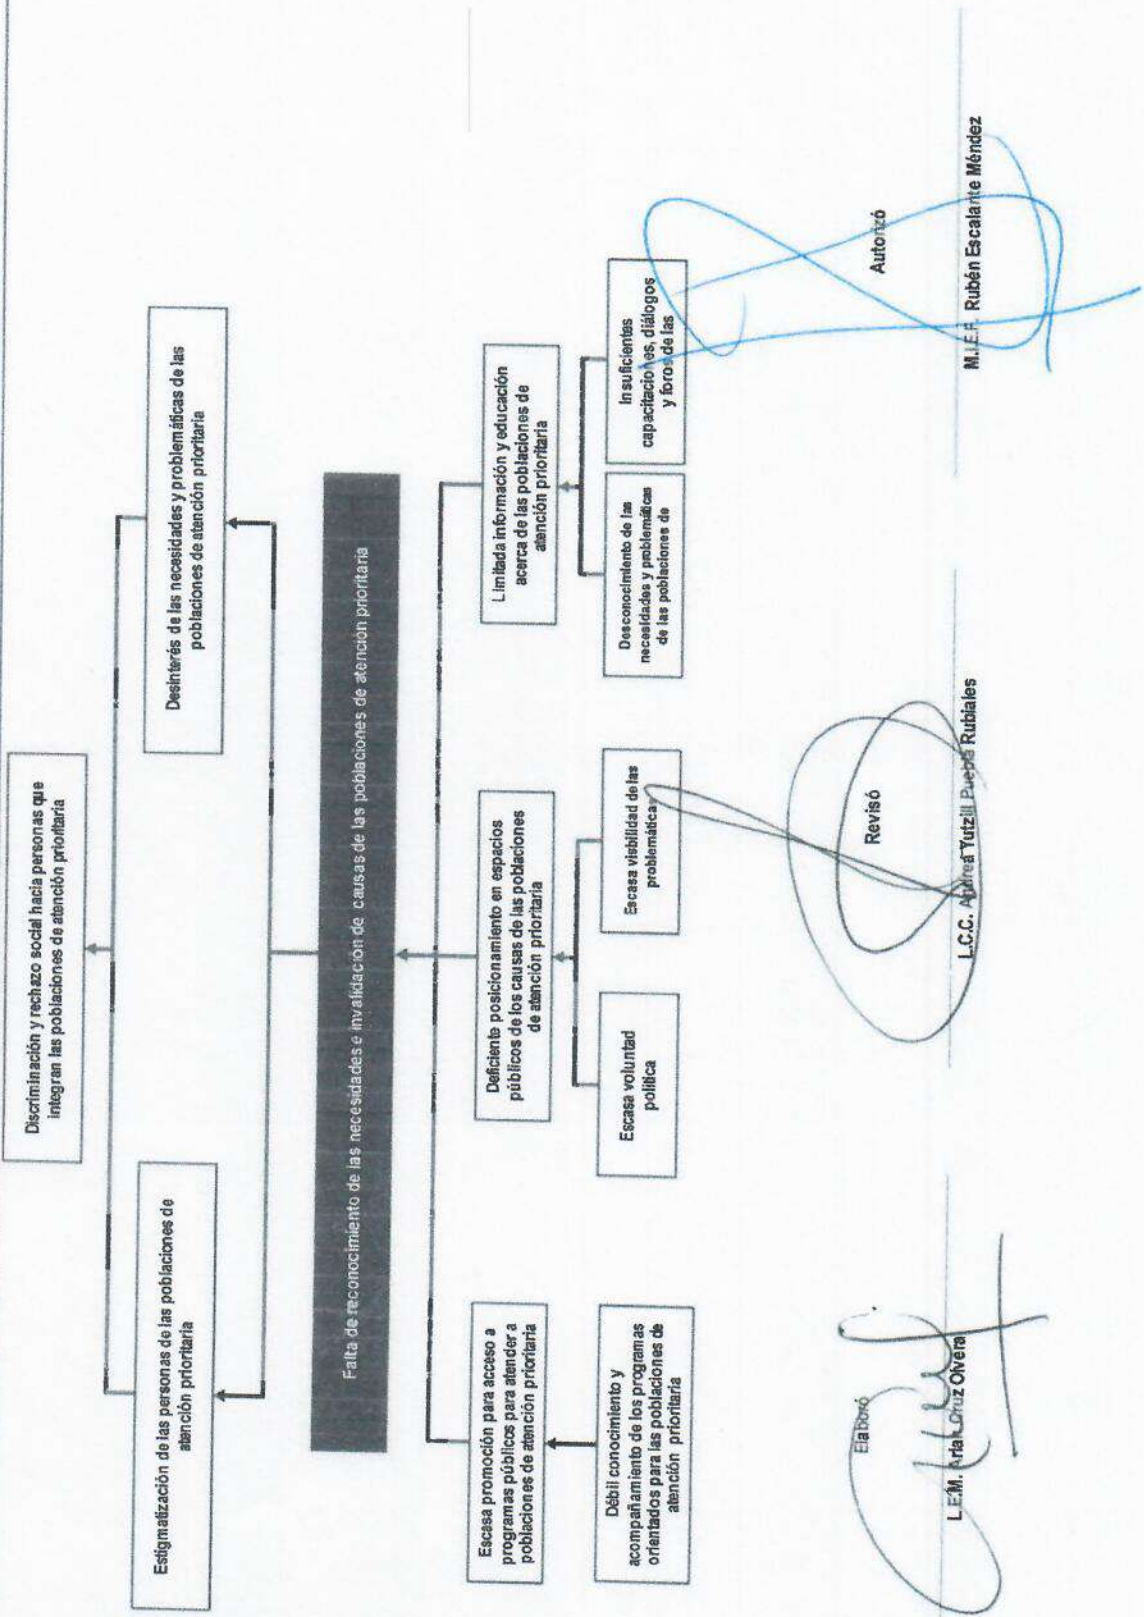 Discriminación y rechazo social hacia personas que
integran las poblaciones de atención prioritaria
Estigmatización de las personas de las poblaciones de
atención prioritaria
Desinterés de las necesidades y problemáticas de las
poblaciones de atención prioritaria
Falta de reconocimiento de las necesidades e invalidación de causas de las poblaciones de atención prioritaria
Escasa promoción para acceso a
programas públicos para atender a
poblaciones de atención prioritaria
Deficiente posicionamiento en espacios
públicos de los causas de las poblaciones
de atención prioritaria
Limitada información y educación
acerca de las poblaciones de
atención prioritaria
Débil conocimiento y
acompañamiento de los programas
orientados para las poblaciones de
atención prioritaria
Escasa voluntad
política
Escasa visibilidad de las
problemáticas
Desconocimiento de las
necesidades y problemáticas
de las poblaciones de
Insuficientes
capacitaciones, diálogos
y foros de las
Elaboró
L.E.M. Cruz Olvera
Revisó
L.C.C. Andrea Yutzill Rubiales
Autorizó
M.I.E.F. Rubén Escalante Méndez